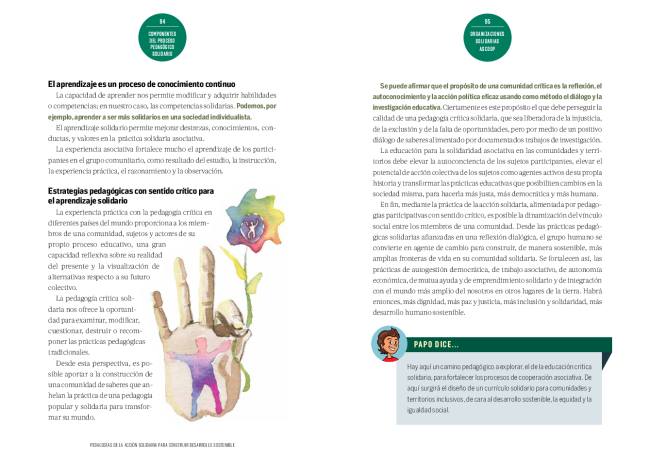 94
COMPONENTES
DEL PROCESO
PEDAGÓGICO
SOLIDARIO
El aprendizaje es un proceso de conocimiento continuo
La capacidad de aprender nos permite modificar y adquirir habilidades
o competencias; en nuestro caso, las competencias solidarias. Podemos, por
ejemplo, aprender a ser más solidarios en una sociedad individualista.
El aprendizaje solidario permite mejorar destrezas, conocimientos, con-
ductas, y valores en la práctica solidaria asociativa.
La experiencia asociativa fortalece mucho el aprendizaje de los partici-
pantes en el grupo comunitario, como resultado del estudio, la instrucción,
la experiencia práctica, el razonamiento y la observación.
Estrategias pedagógicas con sentido crítico para
el aprendizaje solidario
La experiencia práctica con la pedagogía crítica en
diferentes países del mundo proporciona a los miem-
bros de una comunidad, sujetos y actores de su
propio proceso educativo, una gran
capacidad reflexiva sobre su realidad
del presente y la visualización de
alternativas respecto a su futuro
colectivo.
La pedagogía crítica soli-
daria nos ofrece la oportuni-
dad para examinar, modificar,
cuestionar, destruir o recom-
poner las prácticas pedagógicas
tradicionales.
Desde esta perspectiva, es po-
sible aportar a la construcción de
una comunidad de saberes que an-
helan la práctica de una pedagogía
popular y solidaria para transfor-
mar su mundo.
PEDAGOGÍAS DE LA ACCIÓN SOLIDARIA PARA CONSTRUIR DESARROLLO SOSTENIBLE
95
ORGANIZACIONES
SOLIDARIAS
ASCOOP
Se puede afirmar que el propósito de una comunidad crítica es la reflexión, el
autoconocimiento y la acción política eficaz usando como método el diálogo y la
investigación educativa. Ciertamente es este propósito el que debe perseguir la
calidad de una pedagogía crítica solidaria, que sea liberadora de la injusticia,
de la exclusión y de la falta de oportunidades, pero por medio de un positivo
diálogo de saberes alimentado por documentados trabajos de investigación.
La educación para la solidaridad asociativa en las comunidades y terri-
torios debe elevar la autoconciencia de los sujetos participantes, elevar el
potencial de acción colectiva de los sujetos como agentes activos de su propia
historia y transformar las prácticas educativas que posibiliten cambios en la
sociedad misma, para hacerla más justa, más democrática y más humana.
En fin, mediante la práctica de la acción solidaria, alimentada por pedago-
gías participativas con sentido crítico, es posible la dinamización del vínculo
social entre los miembros de una comunidad. Desde las prácticas pedagó-
gicas solidarias afianzadas en una reflexión dialógica, el grupo humano se
convierte en agente de cambio para construir, de manera sostenible, más
amplias fronteras de vida en su comunidad solidaria. Se fortalecen así, las
prácticas de autogestión democrática, de trabajo asociativo, de autonomía
económica, de mutua ayuda y de emprendimiento solidario y de integración
con el mundo más amplio del nosotros en otros lugares de la tierra. Habrá
entonces, más dignidad, más paz y justicia, más inclusión y solidaridad, más
desarrollo humano sostenible.
PAPO DICE...
Hay aquí un camino pedagógico a explorar, el de la educación crítica
solidaria, para fortalecer los procesos de cooperación asociativa. De
aquí surgirá el diseño de un currículo solidario para comunidades y
territorios inclusivos, de cara al desarrollo sostenible, la equidad y la
igualdad social.